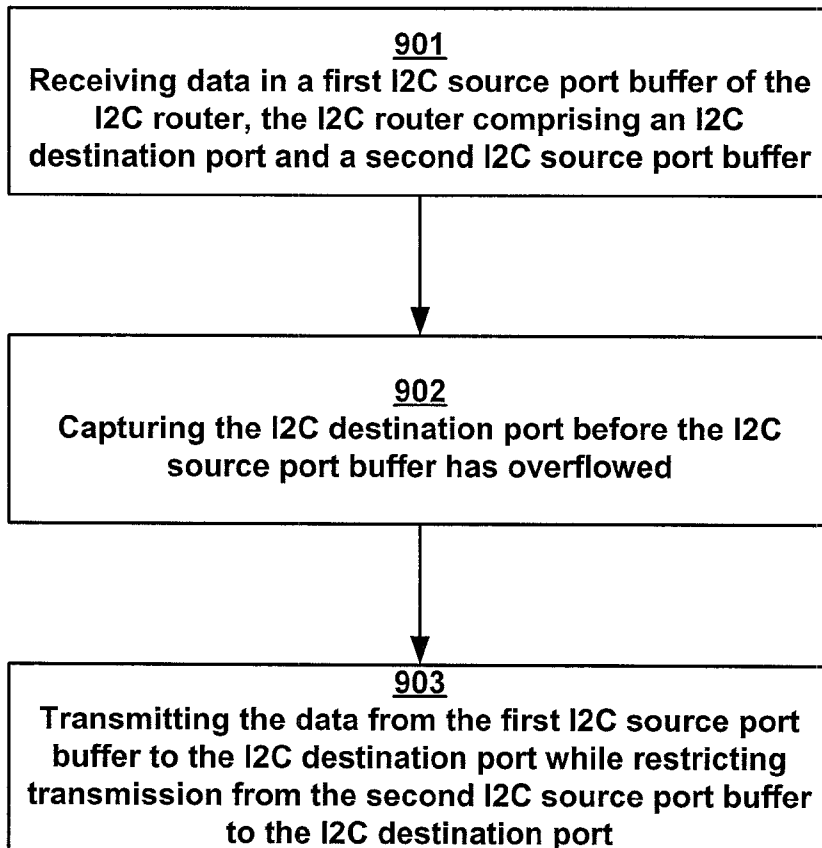 901
Receiving data in a first I2C source port buffer of the
I2C router, the I2C router comprising an I2C
destination port and a second I2C source port buffer
902
Capturing the I2C destination port before the I2C
source port buffer has overflowed
903
Transmitting the data from the first I2C source port
buffer to the I2C destination port while restricting
transmission from the second I2C source port buffer
to the I2C destination port